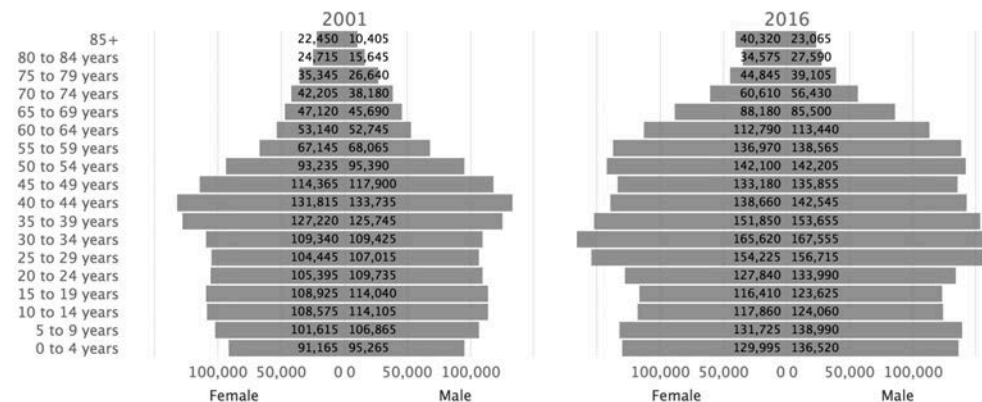 2001 2016
85+ 22,450 10,405 40,320 23,065
80 to 84 years 24,715 15,645 34,575 27,590
75 to 79 years 35,345 26,640 44,845 39,105
70 to 74 years 42,205 38,180 60,610 56,430
65 to 69 years 47,120 45,690 88,180 85,500
60 to 64 years 53,140 52,745 112,790 113,440
55 to 59 years 67,145 68,065 136,970 138,565
50 to 54 years 93,235 95,390 142,100 142,205
45 to 49 years 114,365 117,900 133,180 135,855
40 to 44 years 131,815 133,735 138,660 142,545
35 to 39 years 127,220 125,745 151,850 153,655
30 to 34 years 109,340 109,425 165,620 167,555
25 to 29 years 104,445 107,015 154,225 156,715
20 to 24 years 105,395 109,735 127,840 133,990
15 to 19 years 108,925 114,040 116,410 123,625
10 to 14 years 108,575 114,105 117,860 124,060
5 to 9 years 101,615 106,865 131,725 138,990
0 to 4 years 91,165 95,265 129,995 136,520
100,000 50,000 0 0 50,000 100,000 100,000 50,000 0 0 50,000 100,000
Female Male Female Male